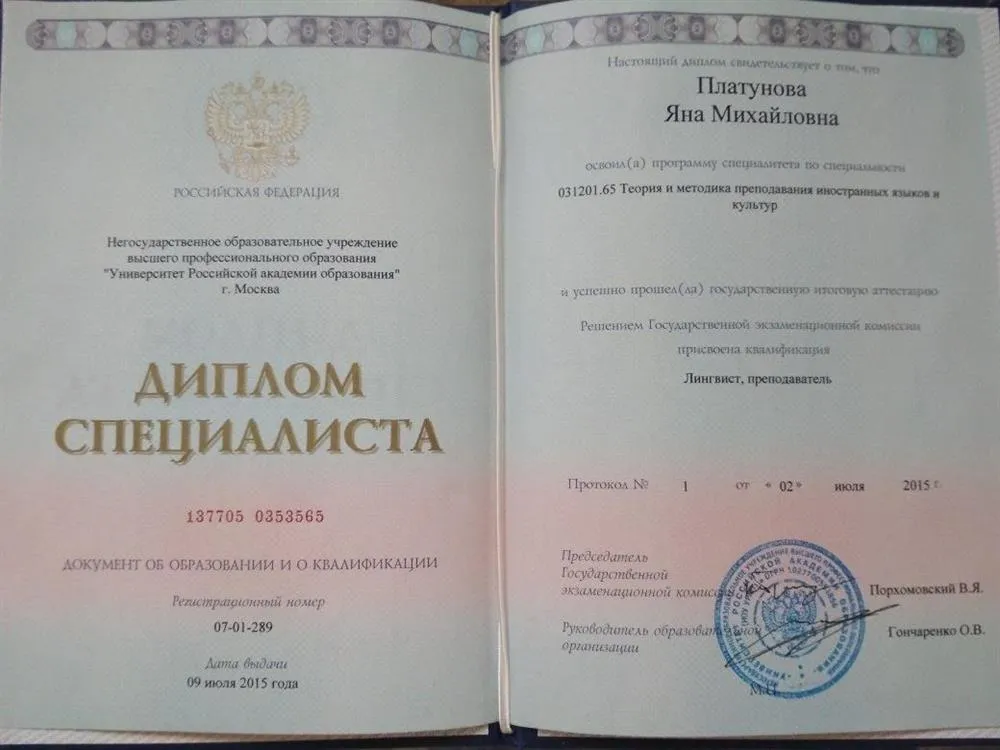 РОССИЙСКАЯ ФЕДЕРАЦИЯ
Негосударственное образовательное учреждение
высшего профессионального образования
"Университет Российской академии образования"
г. Москва
ДИПЛОМ
СПЕЦИАЛИСТА
137705 0353565
ДОКУМЕНТ ОБ ОБРАЗОВАНИИ И О КВАЛИФИКАЦИИ
Регистрационный номер
07-01-289
Дата выдачи
09 июля 2015 года
Настоящий диплом свидетельствует о том, что
Платунова
Яна Михайловна
освоил(а) программу специалитета по специальности
031201.65 Теория и методика преподавания иностранных языков и
культур
и успешно прошел(ла) государственную итоговую аттестацию
Решением Государственной экзаменационной комиссии
присвоена квалификация
Лингвист, преподаватель
Протокол № 1 от « 02 » июля 2015 г.
Председатель
Государственной
экзаменационной комиссии Порхомовский В.Я.
Руководитель образовательной
организации Гончаренко О.В.
М.П.